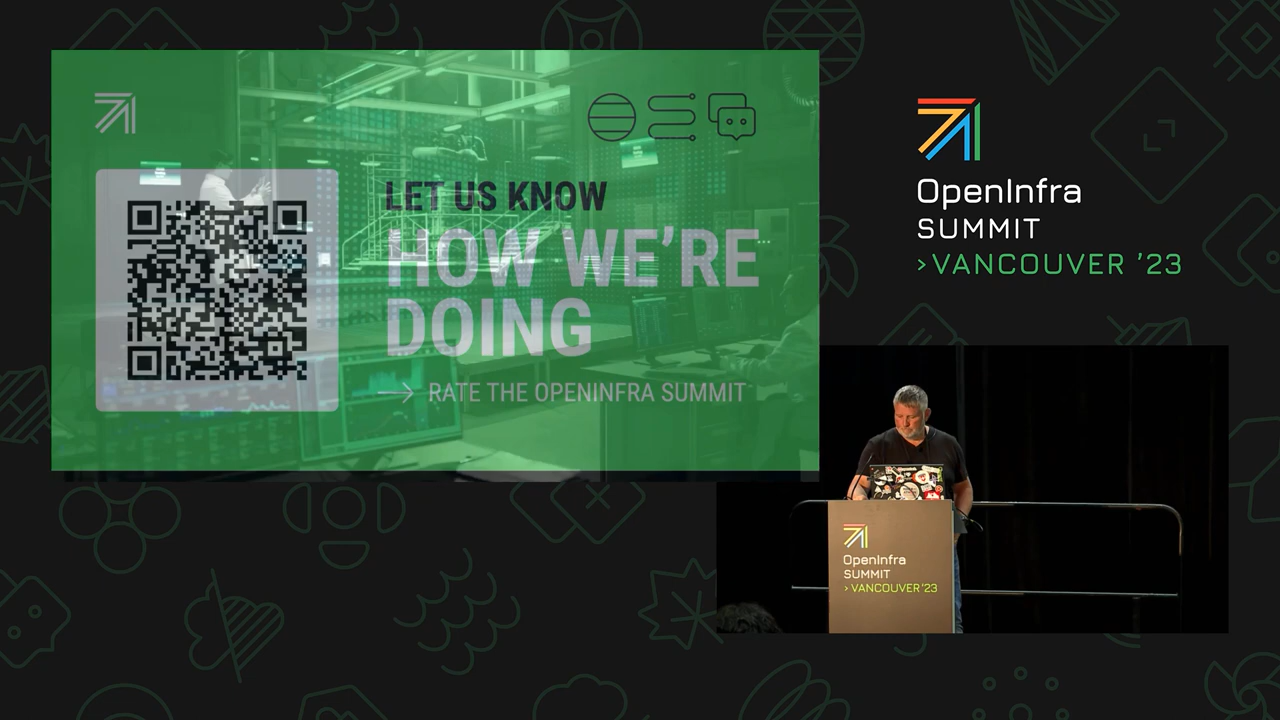 LET US KNOW
HOW WE’RE
DOING
RATE THE OPENINFRA SUMMIT
OpenInfra
SUMMIT
>VANCOUVER ’23
OpenInfra
SUMMIT
> VANCOUVER ’23